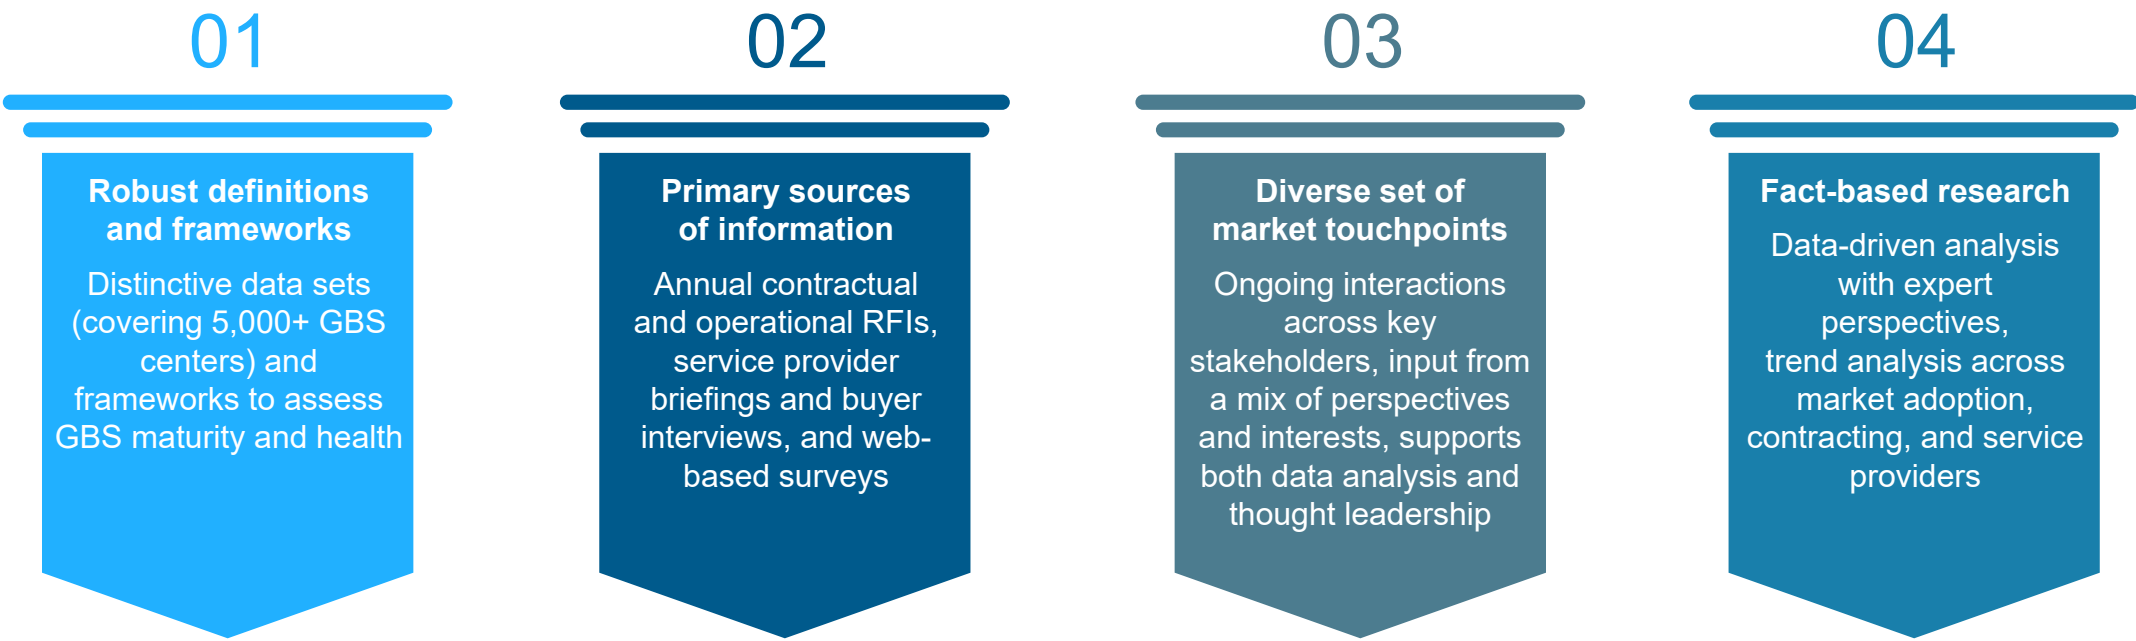 01
Robust definitions
and frameworks
Distinctive data sets
(covering 5,000+ GBS
centers) and
frameworks to assess
GBS maturity and health
02
Primary sources
of information
Annual contractual
and operational RFIs,
service provider
briefings and buyer
interviews, and web-
based surveys
03
Diverse set of
market touchpoints
Ongoing interactions
across key
stakeholders, input from
a mix of perspectives
and interests, supports
both data analysis and
thought leadership
04
Fact-based research
Data-driven analysis
with expert
perspectives,
trend analysis across
market adoption,
contracting, and service
providers